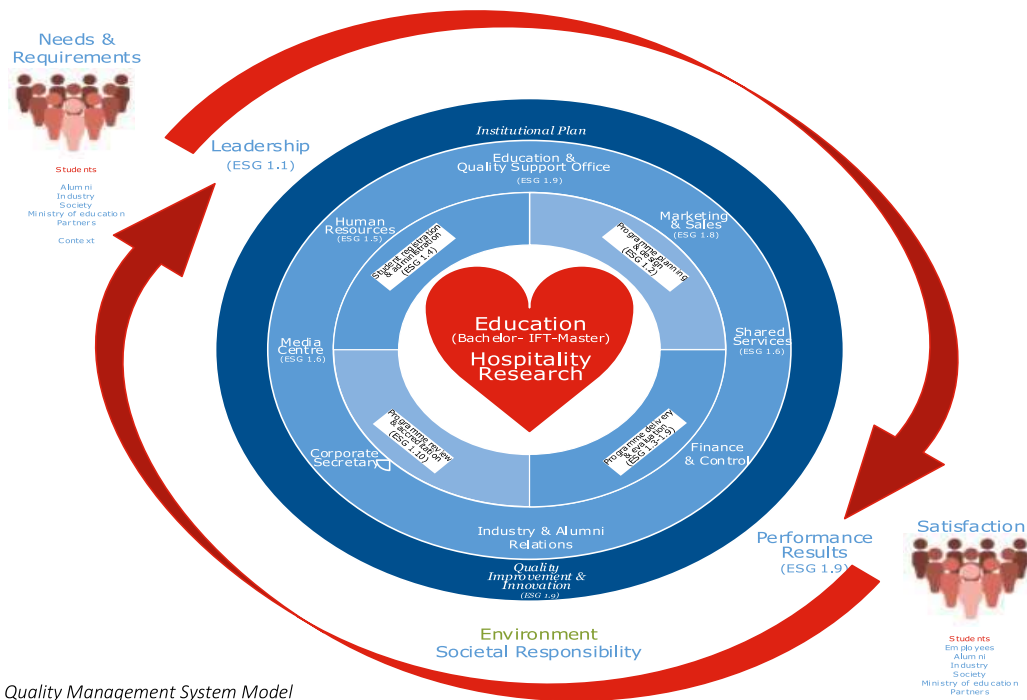 Needs &
Requirements
Students
Alumni
Industry
Society
Ministry of education
Partners
Context
Leadership
(ESG 1.1)
Institutional Plan
Education &
Quality Support Office
(ESG 1.9)
Human
Resources
(ESG 1.5)
Marketing
& Sales
(ESG 1.8)
Student registration
& administration
(ESG 1.4)
Programme planning
& design
(ESG 1.2)
Education
(Bachelor- IFT-Master)
Hospitality
Research
Media
Centre
(ESG 1.6)
Shared
Services
(ESG 1.6)
Programme review
& accreditation
(ESG 1.10)
Programme delivery
& evaluation
(ESG 1.3-1.9)
Corporate
Secretary
Finance
& Control
Industry & Alumni
Relations
Quality
Improvement &
Innovation
(ESG 1.9)
Performance
Results
(ESG 1.9)
Satisfaction
Students
Employees
Alumni
Industry
Society
Ministry of education
Partners
Environment
Societal Responsibility
Quality Management System Model